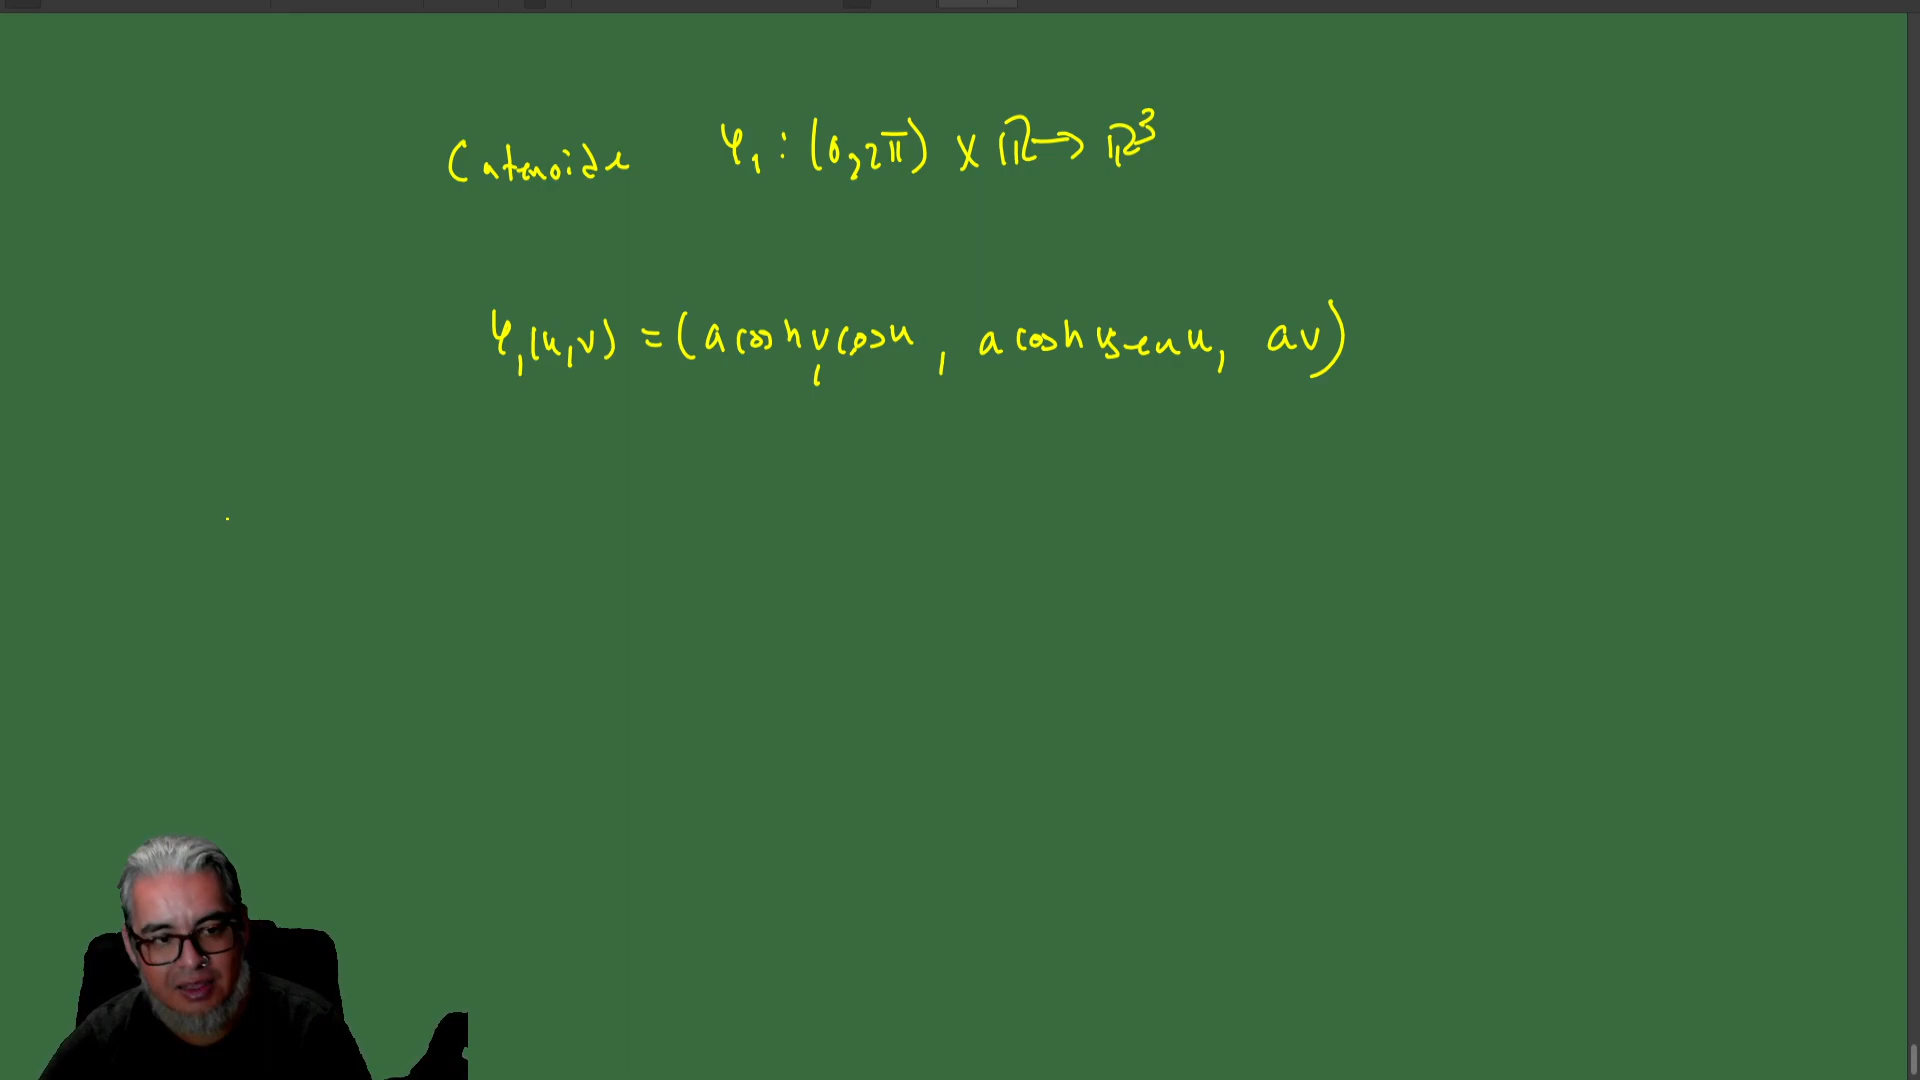 Catenoide φ₁ : (0, 2π) × ℝ → ℝ³
φ₁(u,v) = (a cosh v cos u , a cosh v sen u, av)